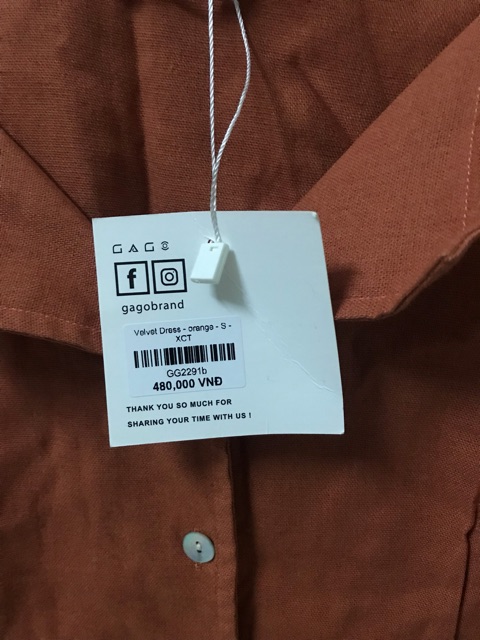 GAGO
gagobrand
Velvet Dress - orange - S -
XCT
GG2291b
480,000 VNĐ
THANK YOU SO MUCH FOR
SHARING YOUR TIME WITH US !